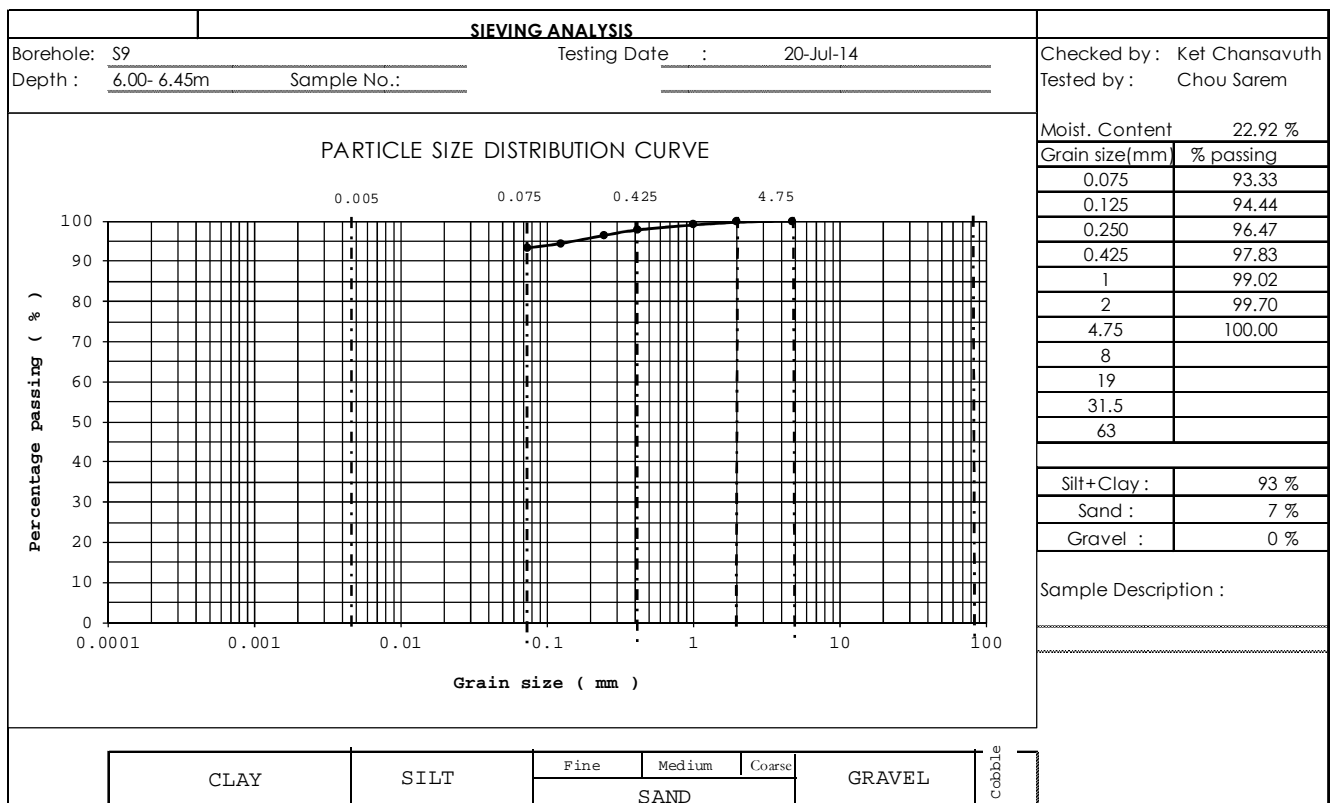 SIEVING ANALYSIS
Borehole: S9 Testing Date : 20-Jul-14
Depth : 6.00- 6.45m Sample No.:
Checked by : Ket Chansavuth
Tested by : Chou Sarem
Moist. Content 22.92 %
Grain size(mm) % passing
0.075 93.33
0.125 94.44
0.250 96.47
0.425 97.83
1 99.02
2 99.70
4.75 100.00
8
19
31.5
63
Silt+Clay : 93 %
Sand : 7 %
Gravel : 0 %
Sample Description :
PARTICLE SIZE DISTRIBUTION CURVE
0.005 0.075 0.425 4.75
100
90
80
70
60
50
40
30
20
10
0
Percentage passing ( % )
0.0001 0.001 0.01 0.1 1 10 100
Grain size ( mm )
CLAY SILT Fine Medium Coarse GRAVEL Cobble
SAND